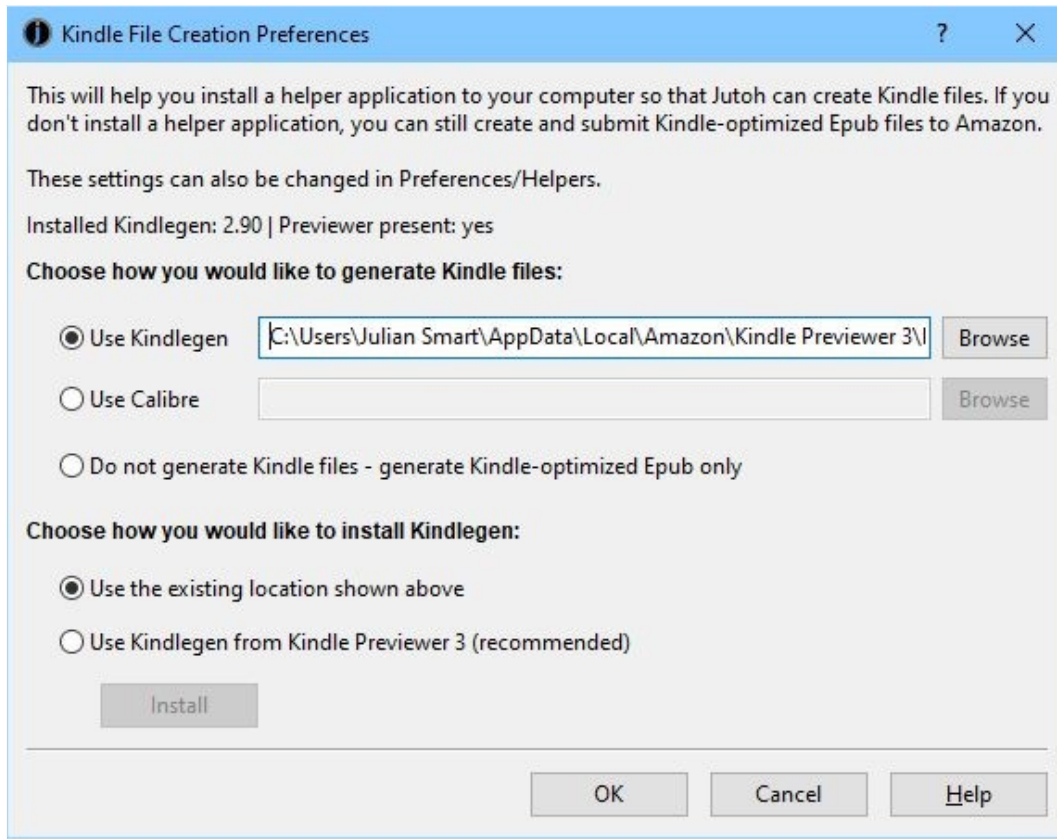 Kindle File Creation Preferences
?
This will help you install a helper application to your computer so that Jutoh can create Kindle files. If you
don't install a helper application, you can still create and submit Kindle-optimized Epub files to Amazon.
These settings can also be changed in Preferences/Helpers.
Installed Kindlegen: 2.90 | Previewer present: yes
Choose how you would like to generate Kindle files:
Use Kindlegen C:\Users\Julian Smart\AppData\Local\Amazon\Kindle Previewer 3\l Browse
Use Calibre Browse
Do not generate Kindle files - generate Kindle-optimized Epub only
Choose how you would like to install Kindlegen:
Use the existing location shown above
Use Kindlegen from Kindle Previewer 3 (recommended)
Install
OK Cancel Help